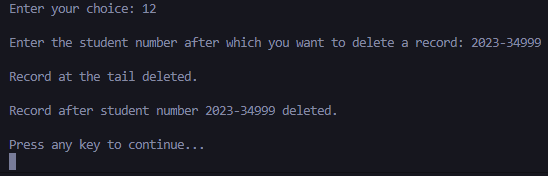 Enter your choice: 12
Enter the student number after which you want to delete a record: 2023-34999
Record at the tail deleted.
Record after student number 2023-34999 deleted.
Press any key to continue...